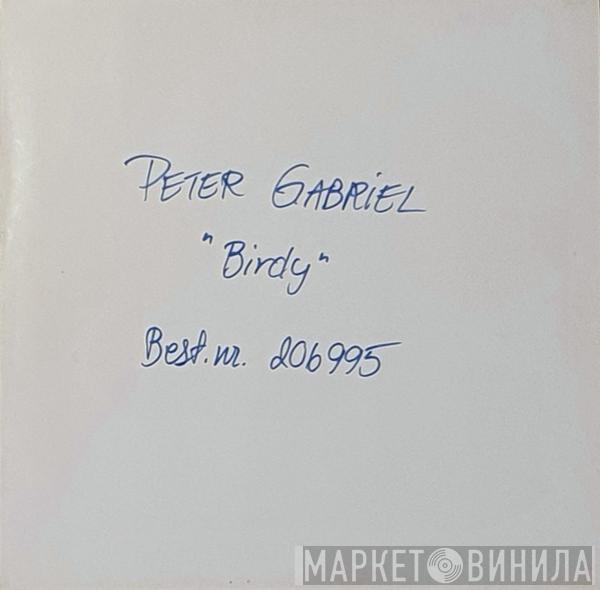 PETER GABRIEL
"Birdy"
Best.nr. 206995
МАРКЕТ ВИНИЛА